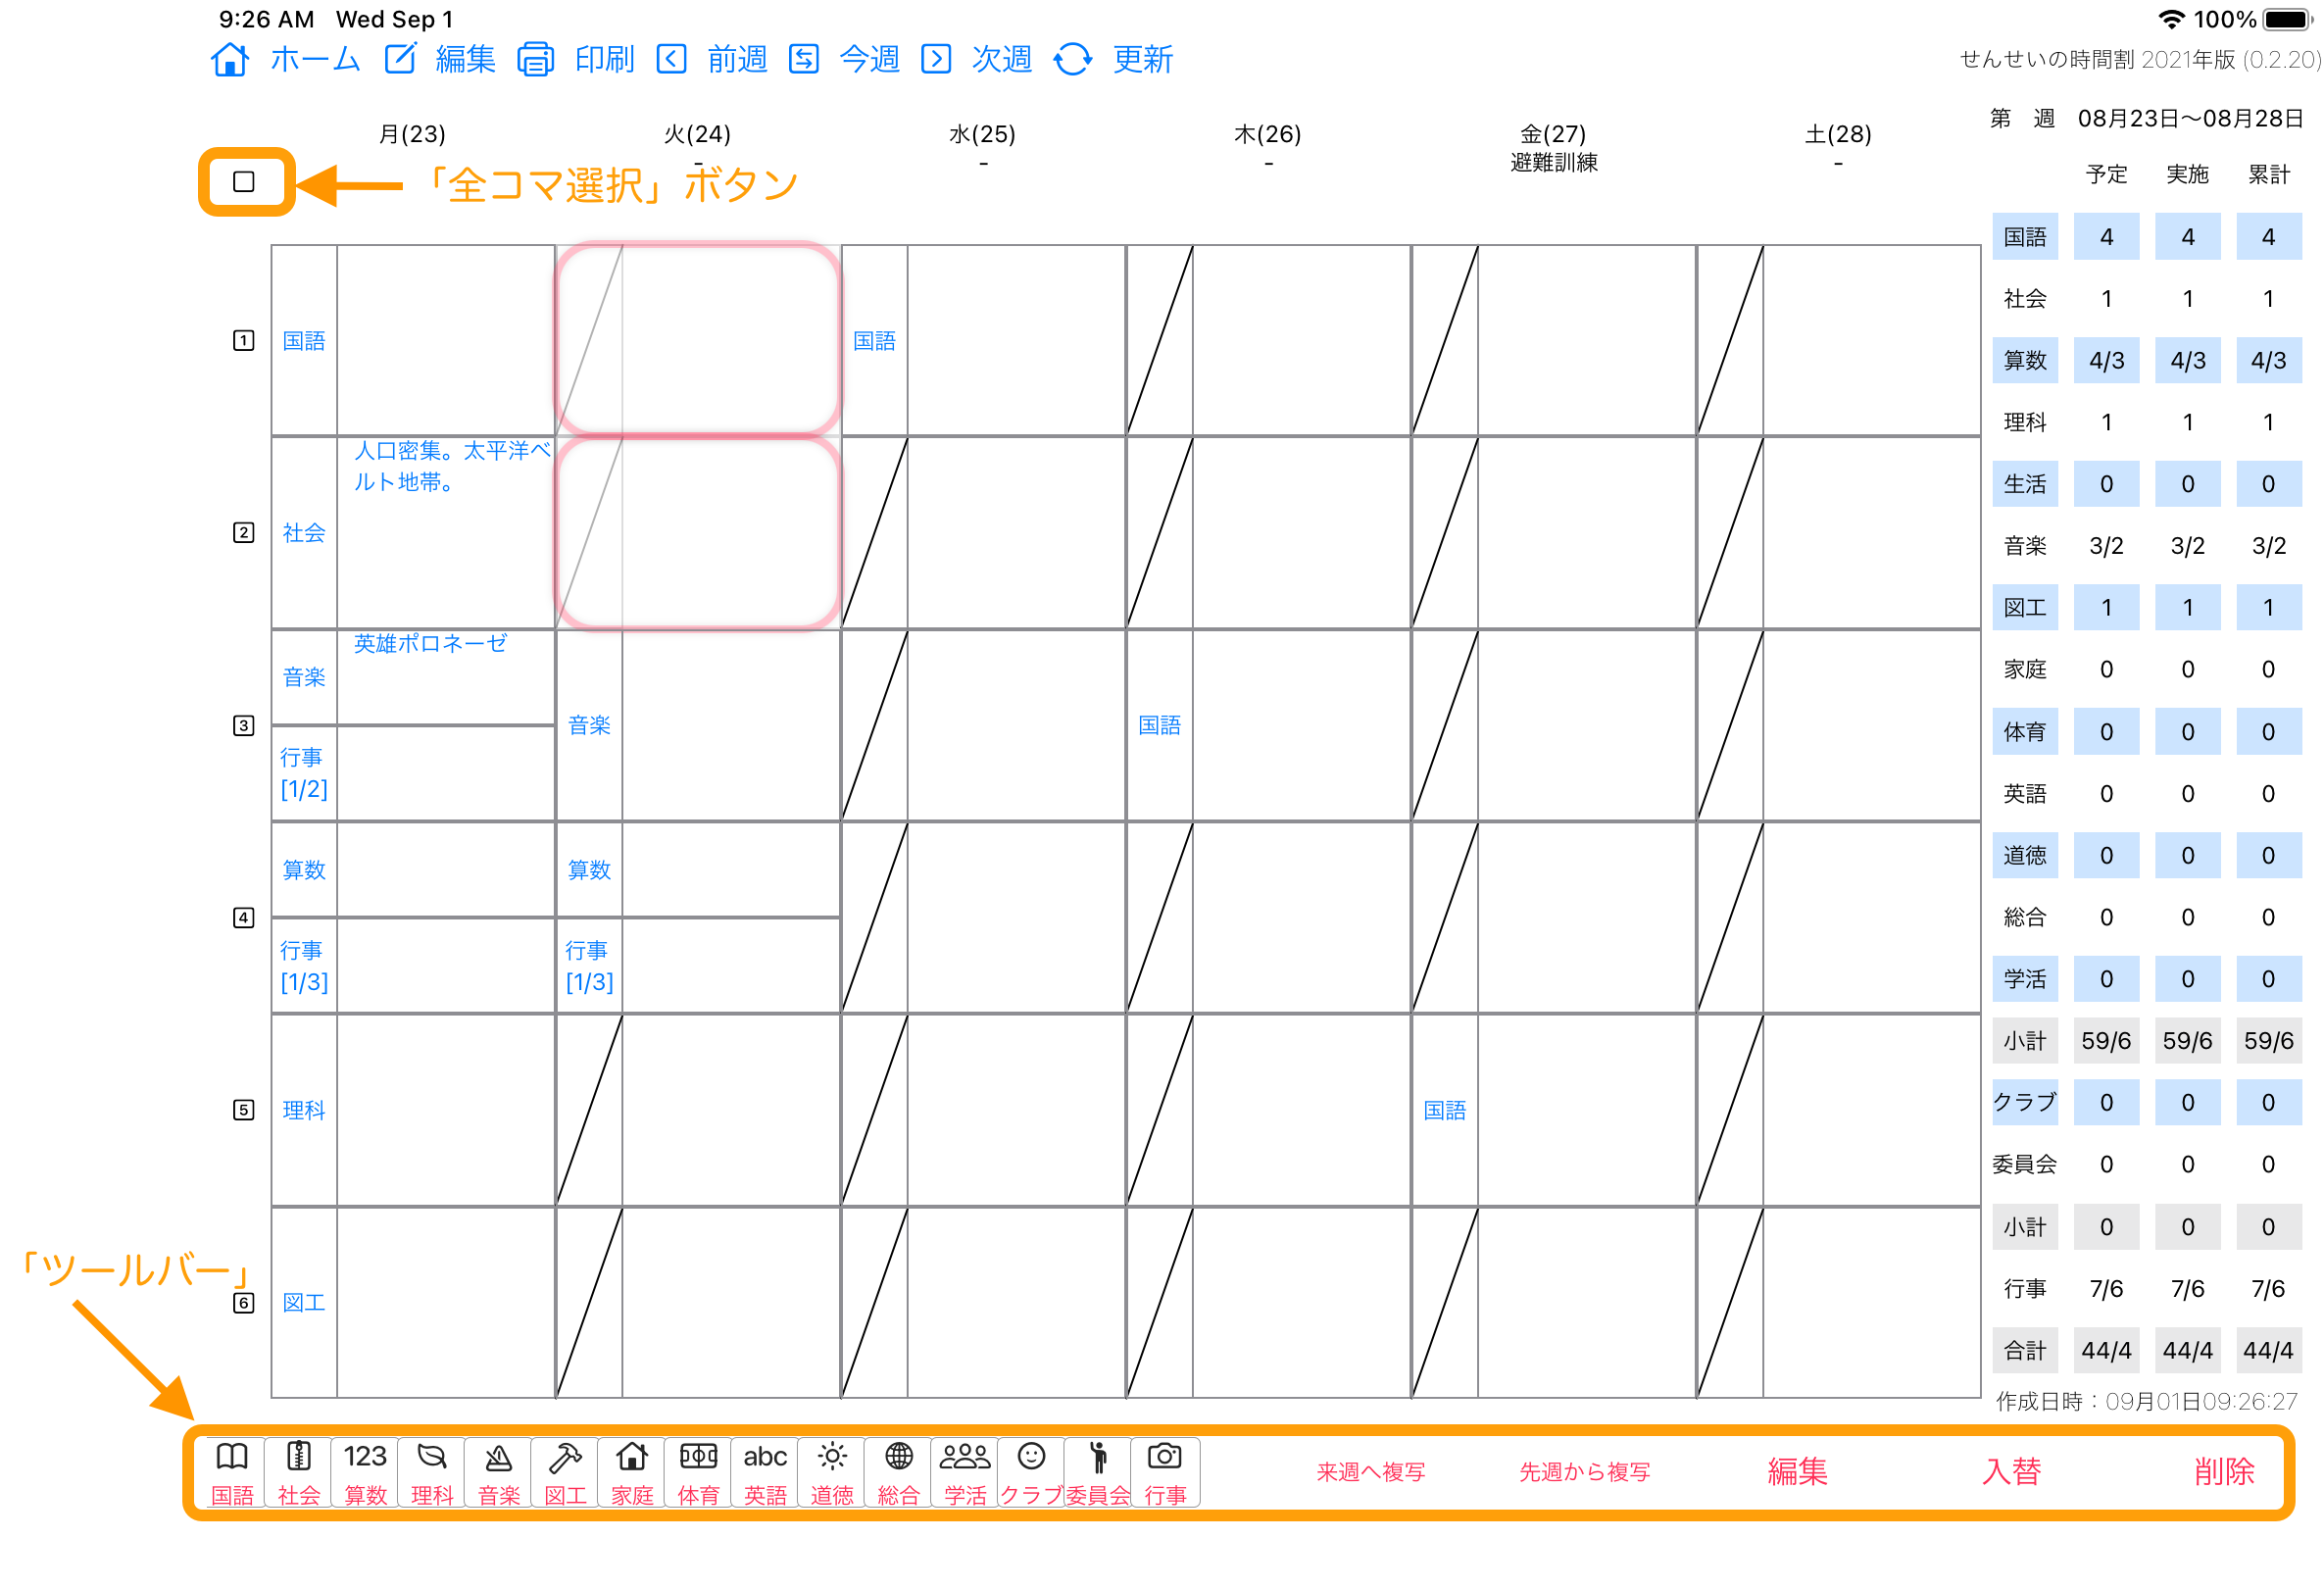 9:26 AM Wed Sep 1
100%
ホーム 編集 印刷 前週 今週 次週 更新
せんせいの時間割 2021年版 (0.2.20)
第 週 08月23日〜08月28日
月(23) 火(24) 水(25) 木(26) 金(27) 土(28)
- - - 避難訓練 -
「全コマ選択」ボタン
予定 実施 累計
国語 4 4 4
社会 1 1 1
算数 4/3 4/3 4/3
理科 1 1 1
生活 0 0 0
音楽 3/2 3/2 3/2
図工 1 1 1
家庭 0 0 0
体育 0 0 0
英語 0 0 0
道徳 0 0 0
総合 0 0 0
学活 0 0 0
小計 59/6 59/6 59/6
クラブ 0 0 0
委員会 0 0 0
小計 0 0 0
行事 7/6 7/6 7/6
合計 44/4 44/4 44/4
作成日時：09月01日09:26:27
1 国語 国語
人口密集。太平洋ベ
ルト地帯。
2 社会
英雄ポロネーゼ
音楽
3 音楽 国語
行事
[1/2]
算数 算数
4
行事 行事
[1/3] [1/3]
5 理科 国語
「ツールバー」
6 図工
123 abc
国語 社会 算数 理科 音楽 図工 家庭 体育 英語 道徳 総合 学活 クラブ 委員会 行事
来週へ複写 先週から複写 編集 入替 削除